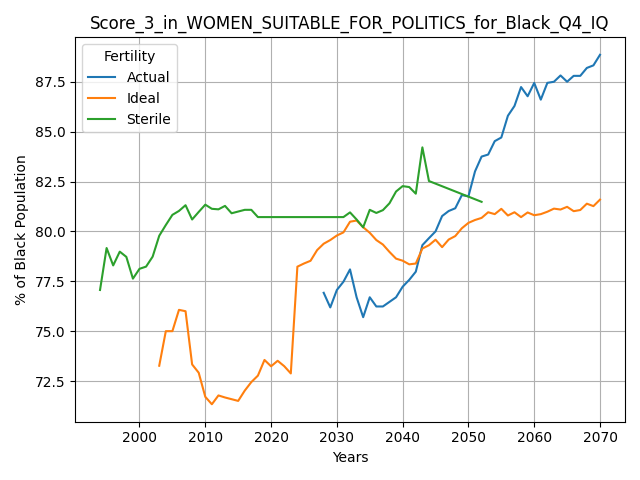 Score_3_in_WOMEN_SUITABLE_FOR_POLITICS_for_Black_Q4_IQ
Fertility
Actual
Ideal
Sterile
% of Black Population
87.5
85.0
82.5
80.0
77.5
75.0
72.5
2000 2010 2020 2030 2040 2050 2060 2070
Years